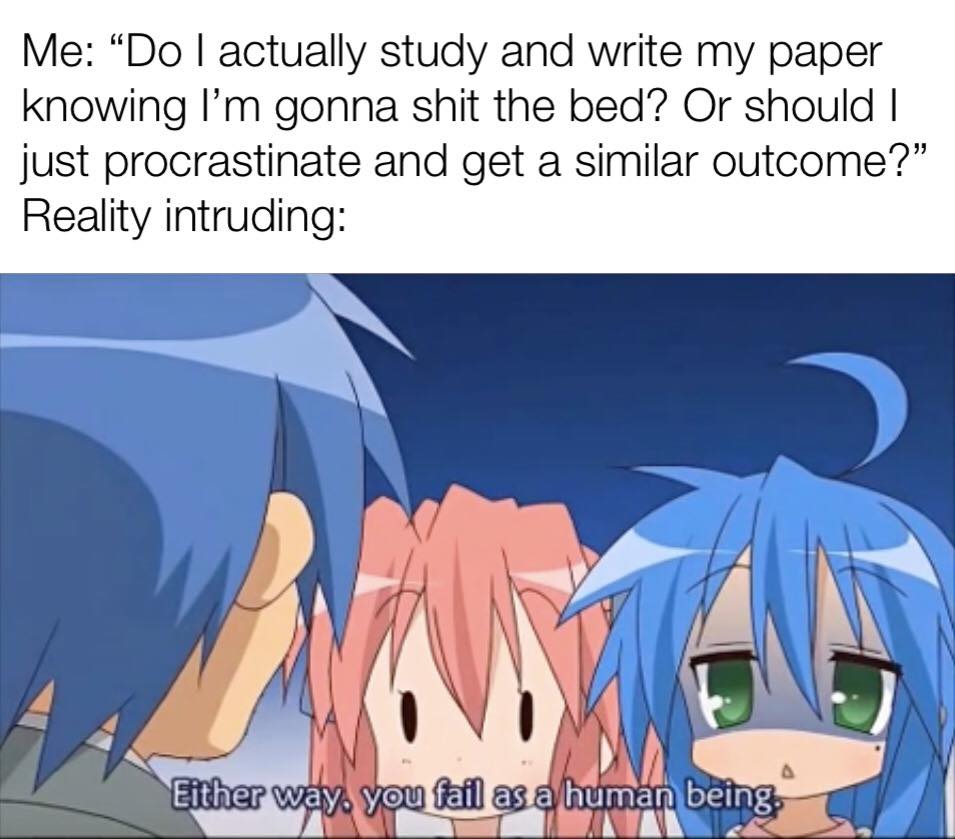 Me: “Do I actually study and write my paper
knowing I’m gonna shit the bed? Or should I
just procrastinate and get a similar outcome?”
Reality intruding:
Either way, you fail as a human being.